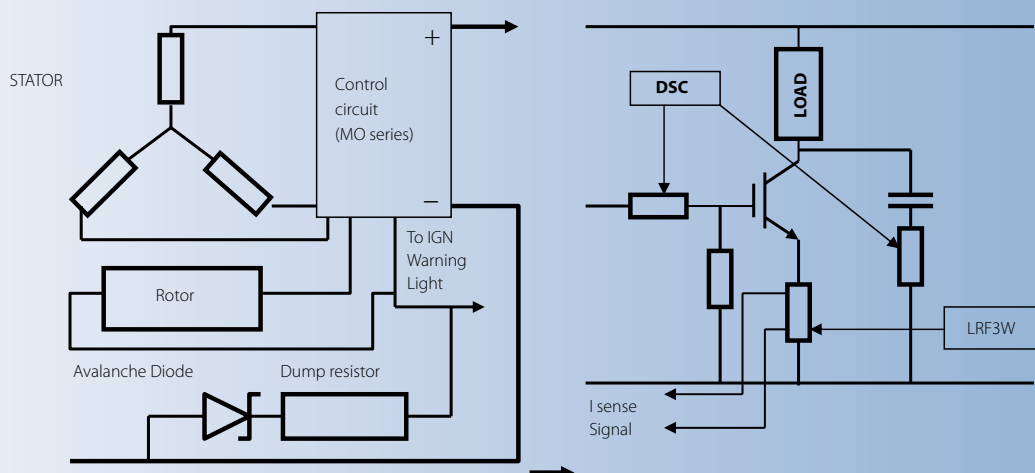 STATOR
Control
circuit
(MO series)
+
−
To IGN
Warning
Light
Rotor
Avalanche Diode
Dump resistor
DSC
LOAD
LRF3W
I sense
Signal